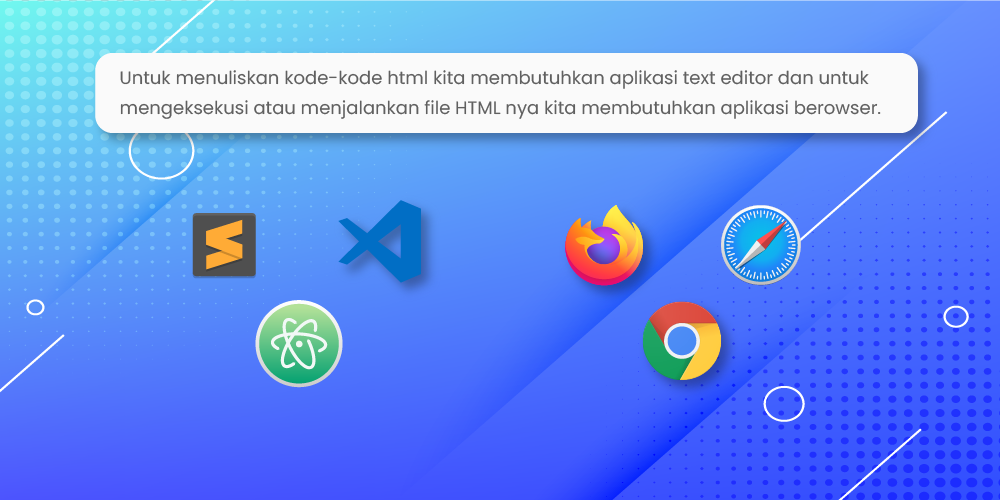 Untuk menuliskan kode-kode html kita membutuhkan aplikasi text editor dan untuk
mengeksekusi atau menjalankan file HTML nya kita membutuhkan aplikasi berowser.